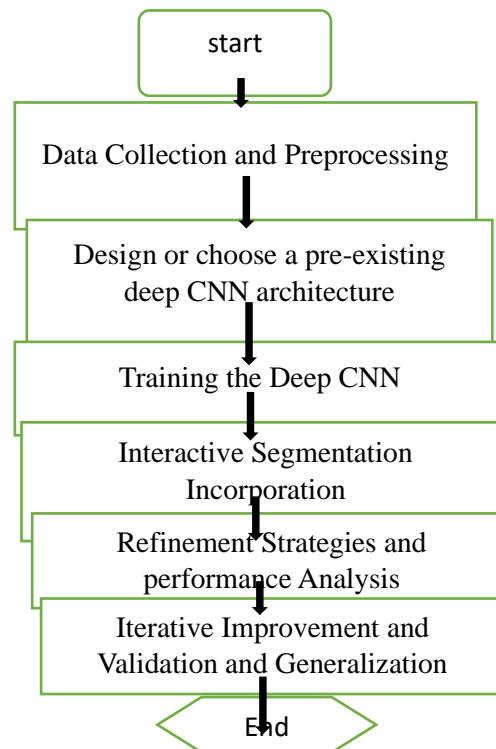 start
Data Collection and Preprocessing
Design or choose a pre-existing
deep CNN architecture
Training the Deep CNN
Interactive Segmentation
Incorporation
Refinement Strategies and
performance Analysis
Iterative Improvement and
Validation and Generalization
End